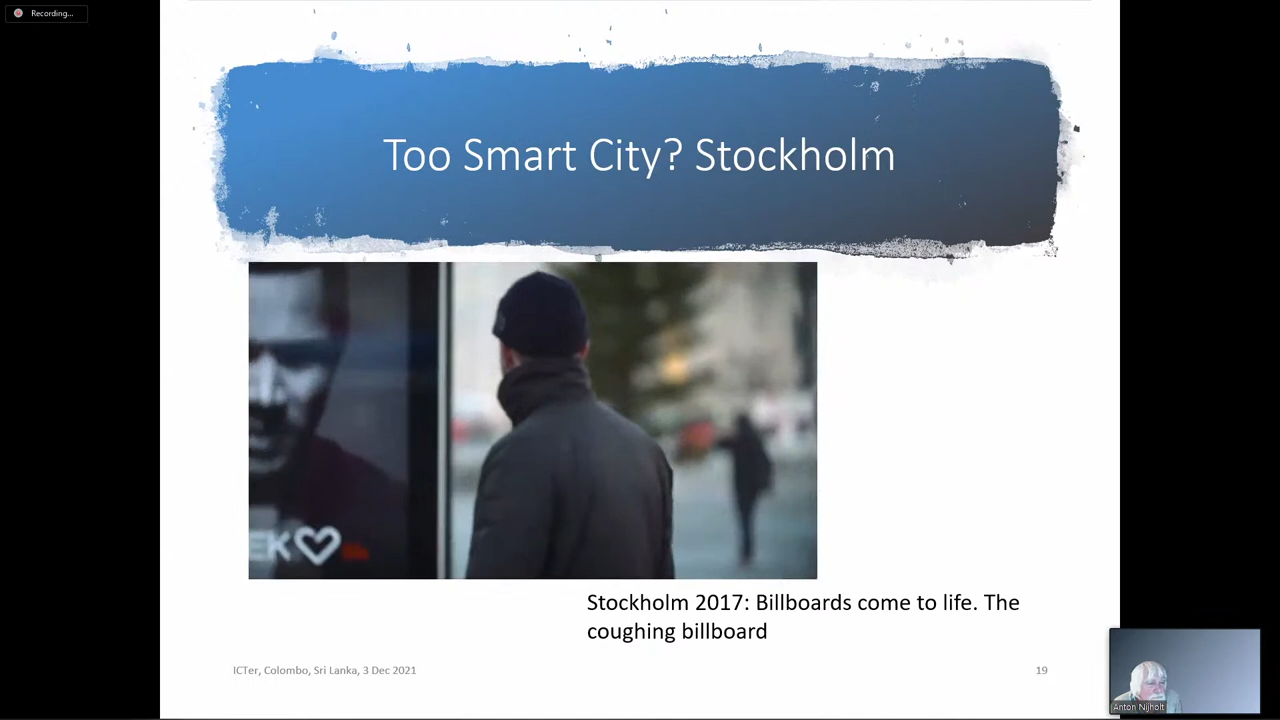 Recording...
Too Smart City? Stockholm
EK
Stockholm 2017: Billboards come to life. The
coughing billboard
ICTer, Colombo, Sri Lanka, 3 Dec 2021
19
Anton Nijholt